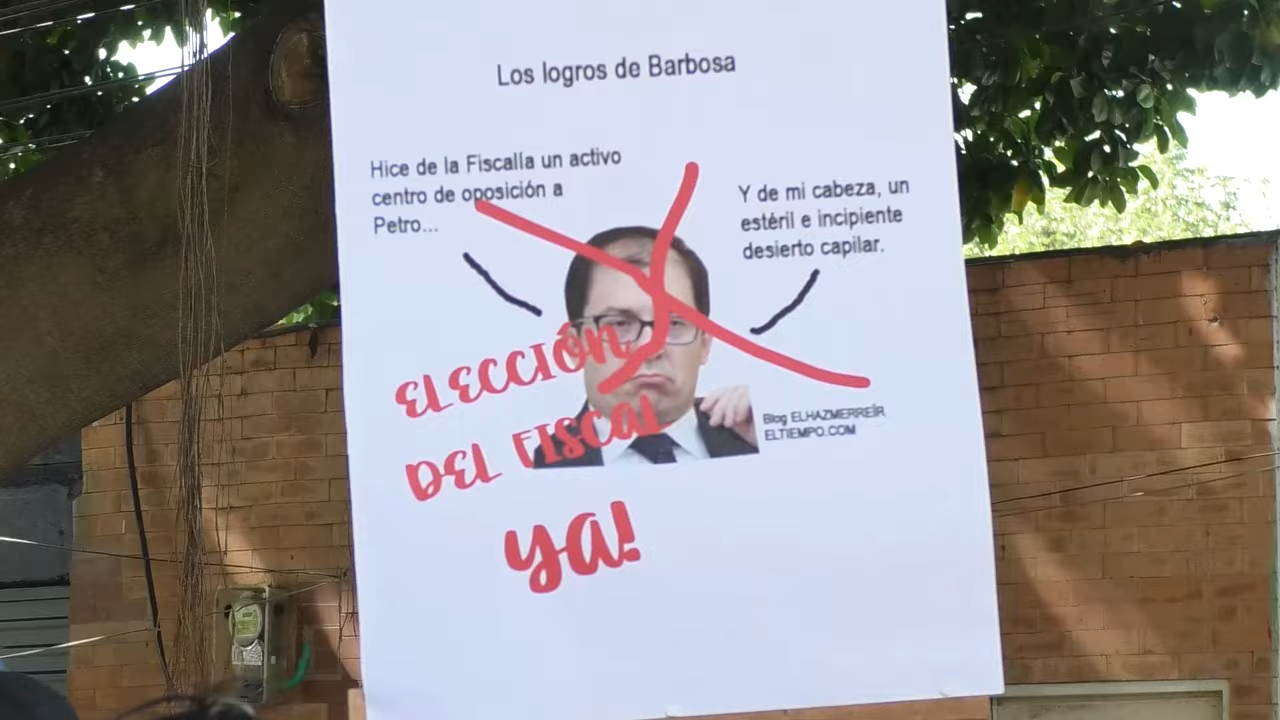 Los logros de Barbosa
Hice de la Fiscalía un activo
centro de oposición a
Petro...
Y de mi cabeza, un
estéril e incipiente
desierto capilar.
ELECCIÓN
DEL FISCAL
YA!
Blog ELHAZMERREÍR
ELTIEMPO.COM